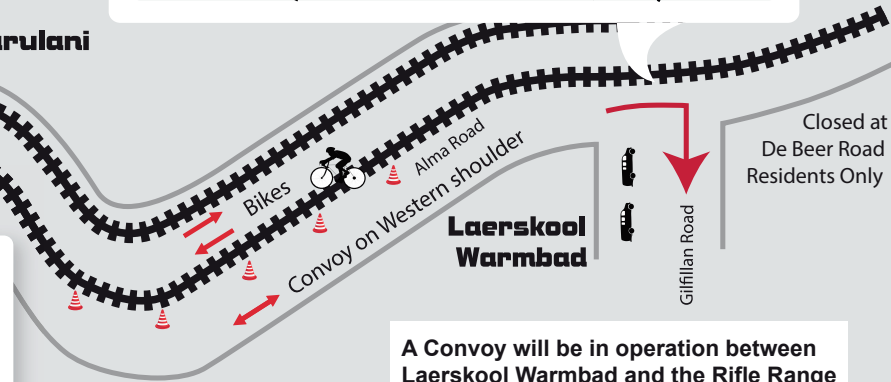 Bikes
Alma Road
Convoy on Western shoulder
Closed at
De Beer Road
Residents Only
Laerskool
Warmbad
Gilfillan Road
A Convoy will be in operation between
Laerskool Warmbad and the Rifle Range